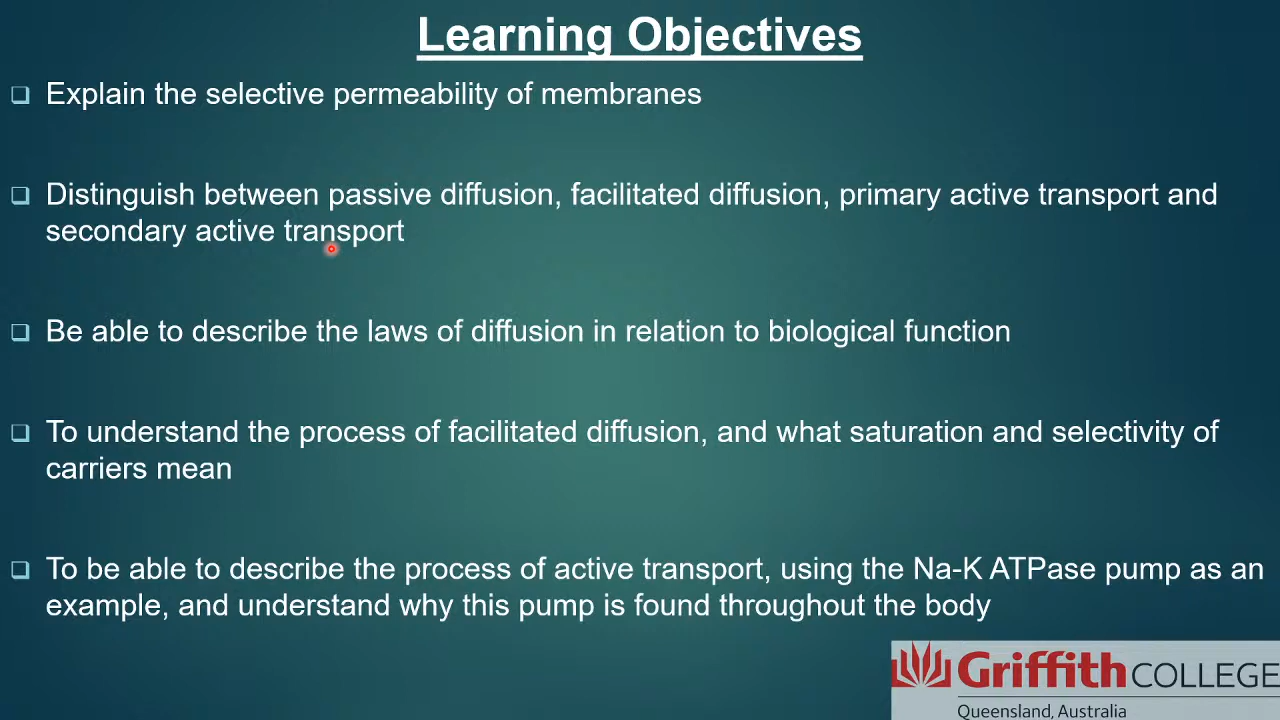 Learning Objectives
Explain the selective permeability of membranes
Distinguish between passive diffusion, facilitated diffusion, primary active transport and
secondary active transport
Be able to describe the laws of diffusion in relation to biological function
To understand the process of facilitated diffusion, and what saturation and selectivity of
carriers mean
To be able to describe the process of active transport, using the Na-K ATPase pump as an
example, and understand why this pump is found throughout the body
Griffith COLLEGE
Queensland, Australia